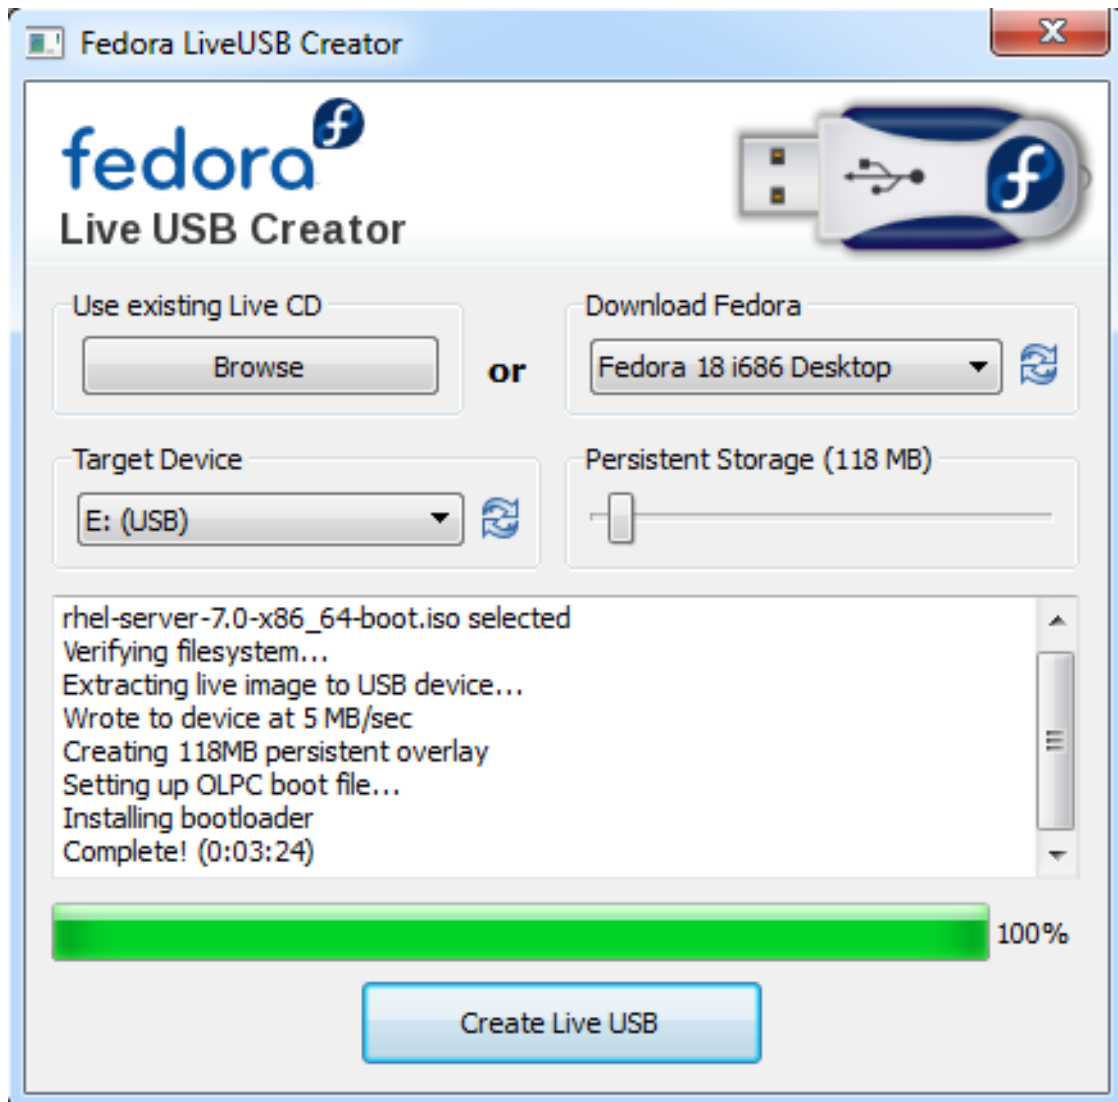 Fedora LiveUSB Creator
fedora
Live USB Creator
Use existing Live CD
Browse
or
Download Fedora
Fedora 18 i686 Desktop
Target Device
E: (USB)
Persistent Storage (118 MB)
rhel-server-7.0-x86_64-boot.iso selected
Verifying filesystem...
Extracting live image to USB device...
Wrote to device at 5 MB/sec
Creating 118MB persistent overlay
Setting up OLPC boot file...
Installing bootloader
Complete! (0:03:24)
100%
Create Live USB